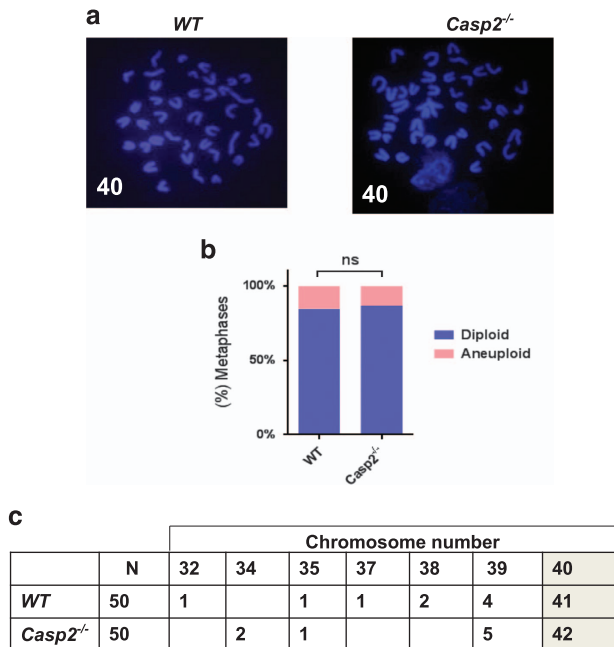 a
WT
Casp2-/-
40
40
b
ns
100%
50%
0%
(%) Metaphases
WT
Casp2-/-
Diploid
Aneuploid
c
Chromosome number
N 32 34 35 37 38 39 40
WT 50 1 1 1 2 4 41
Casp2-/- 50 2 1 5 42